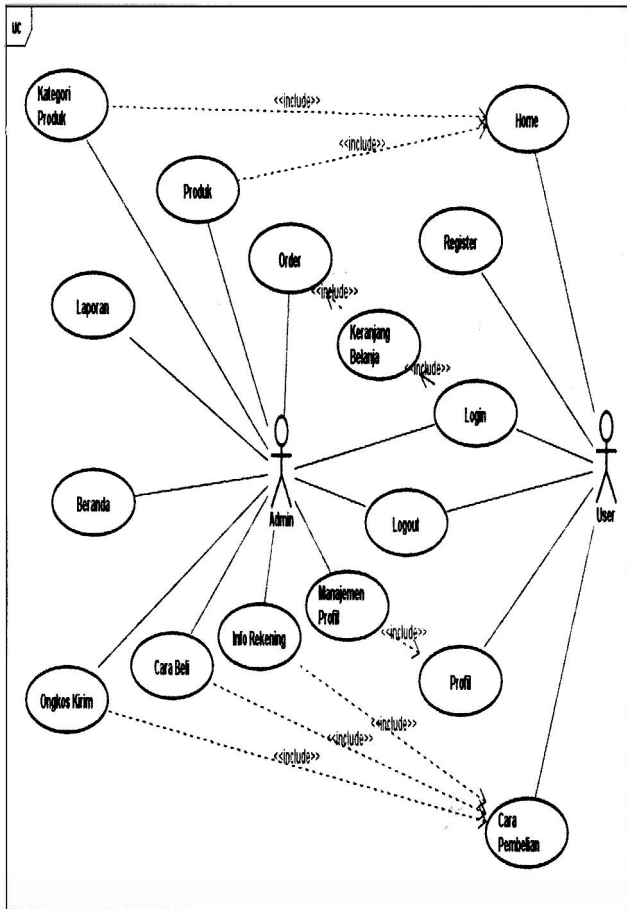 uc
Kategori
Produk
<<include>>
Home
<<include>>
Produk
Order
Register
<<include>>
Laporan
Keranjang
Belanja
<<include>>
Login
Beranda
Admin
Logout
User
Manajemen
Profil
Info Rekening
<<include>>
Cara Beli
Profil
Ongkos Kirim
<<include>>
<<include>>
<<include>>
Cara
Pembelian